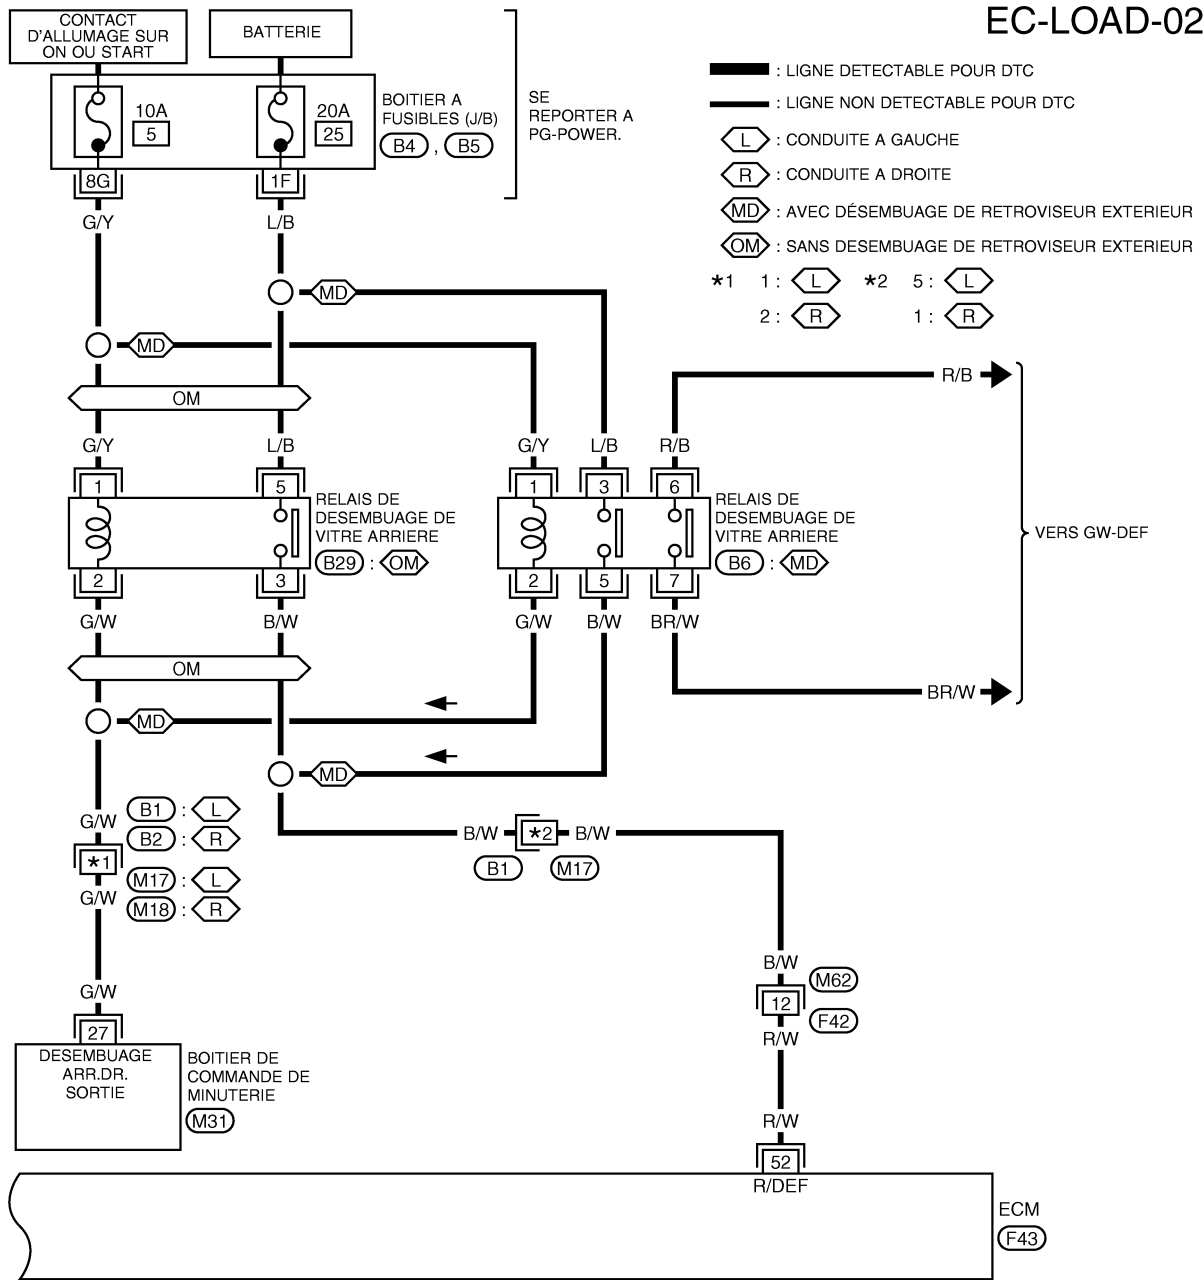 EC-LOAD-02
CONTACT
D'ALLUMAGE SUR
ON OU START
BATTERIE
10A
5
20A
25
BOITIER A
FUSIBLES (J/B)
B4 , B5
SE
REPORTER A
PG-POWER.
8G
1F
G/Y
L/B
: LIGNE DETECTABLE POUR DTC
: LIGNE NON DETECTABLE POUR DTC
L : CONDUITE A GAUCHE
R : CONDUITE A DROITE
MD : AVEC DÉSEMBUAGE DE RETROVISEUR EXTERIEUR
OM : SANS DESEMBUAGE DE RETROVISEUR EXTERIEUR
*1 1 : L *2 5 : L
2 : R 1 : R
MD
MD
OM
R/B
G/Y
L/B
G/Y
L/B
R/B
1
5
1
3
6
RELAIS DE
DESEMBUAGE DE
VITRE ARRIERE
B29 : OM
RELAIS DE
DESEMBUAGE DE
VITRE ARRIERE
B6 : MD
VERS GW-DEF
2
3
2
5
7
G/W
B/W
G/W
B/W
BR/W
OM
BR/W
MD
MD
G/W
B1 : L
B2 : R
*1
M17 : L
M18 : R
G/W
B/W
*2
B/W
B1
M17
G/W
27
DESEMBUAGE
ARR.DR.
SORTIE
BOITIER DE
COMMANDE DE
MINUTERIE
M31
B/W
M62
12
F42
R/W
R/W
52
R/DEF
ECM
F43